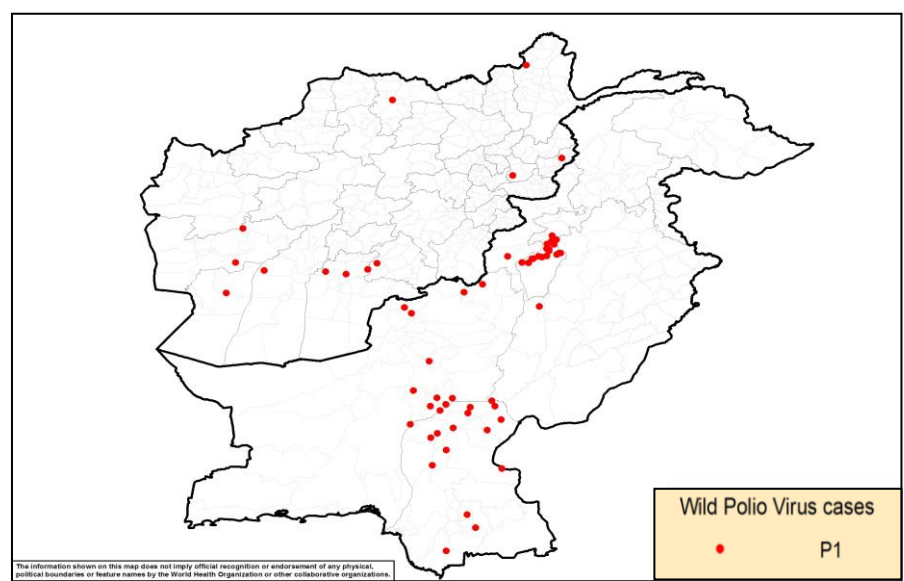 Wild Polio Virus cases
P1
The information shown on this map does not imply official recognition or endorsement of any physical,
political boundaries or feature names by the World Health Organization or other collaborative organizations.